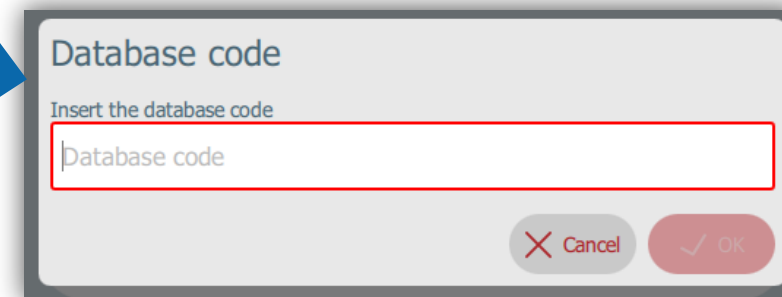 Database code
Insert the database code
Database code
Cancel
OK